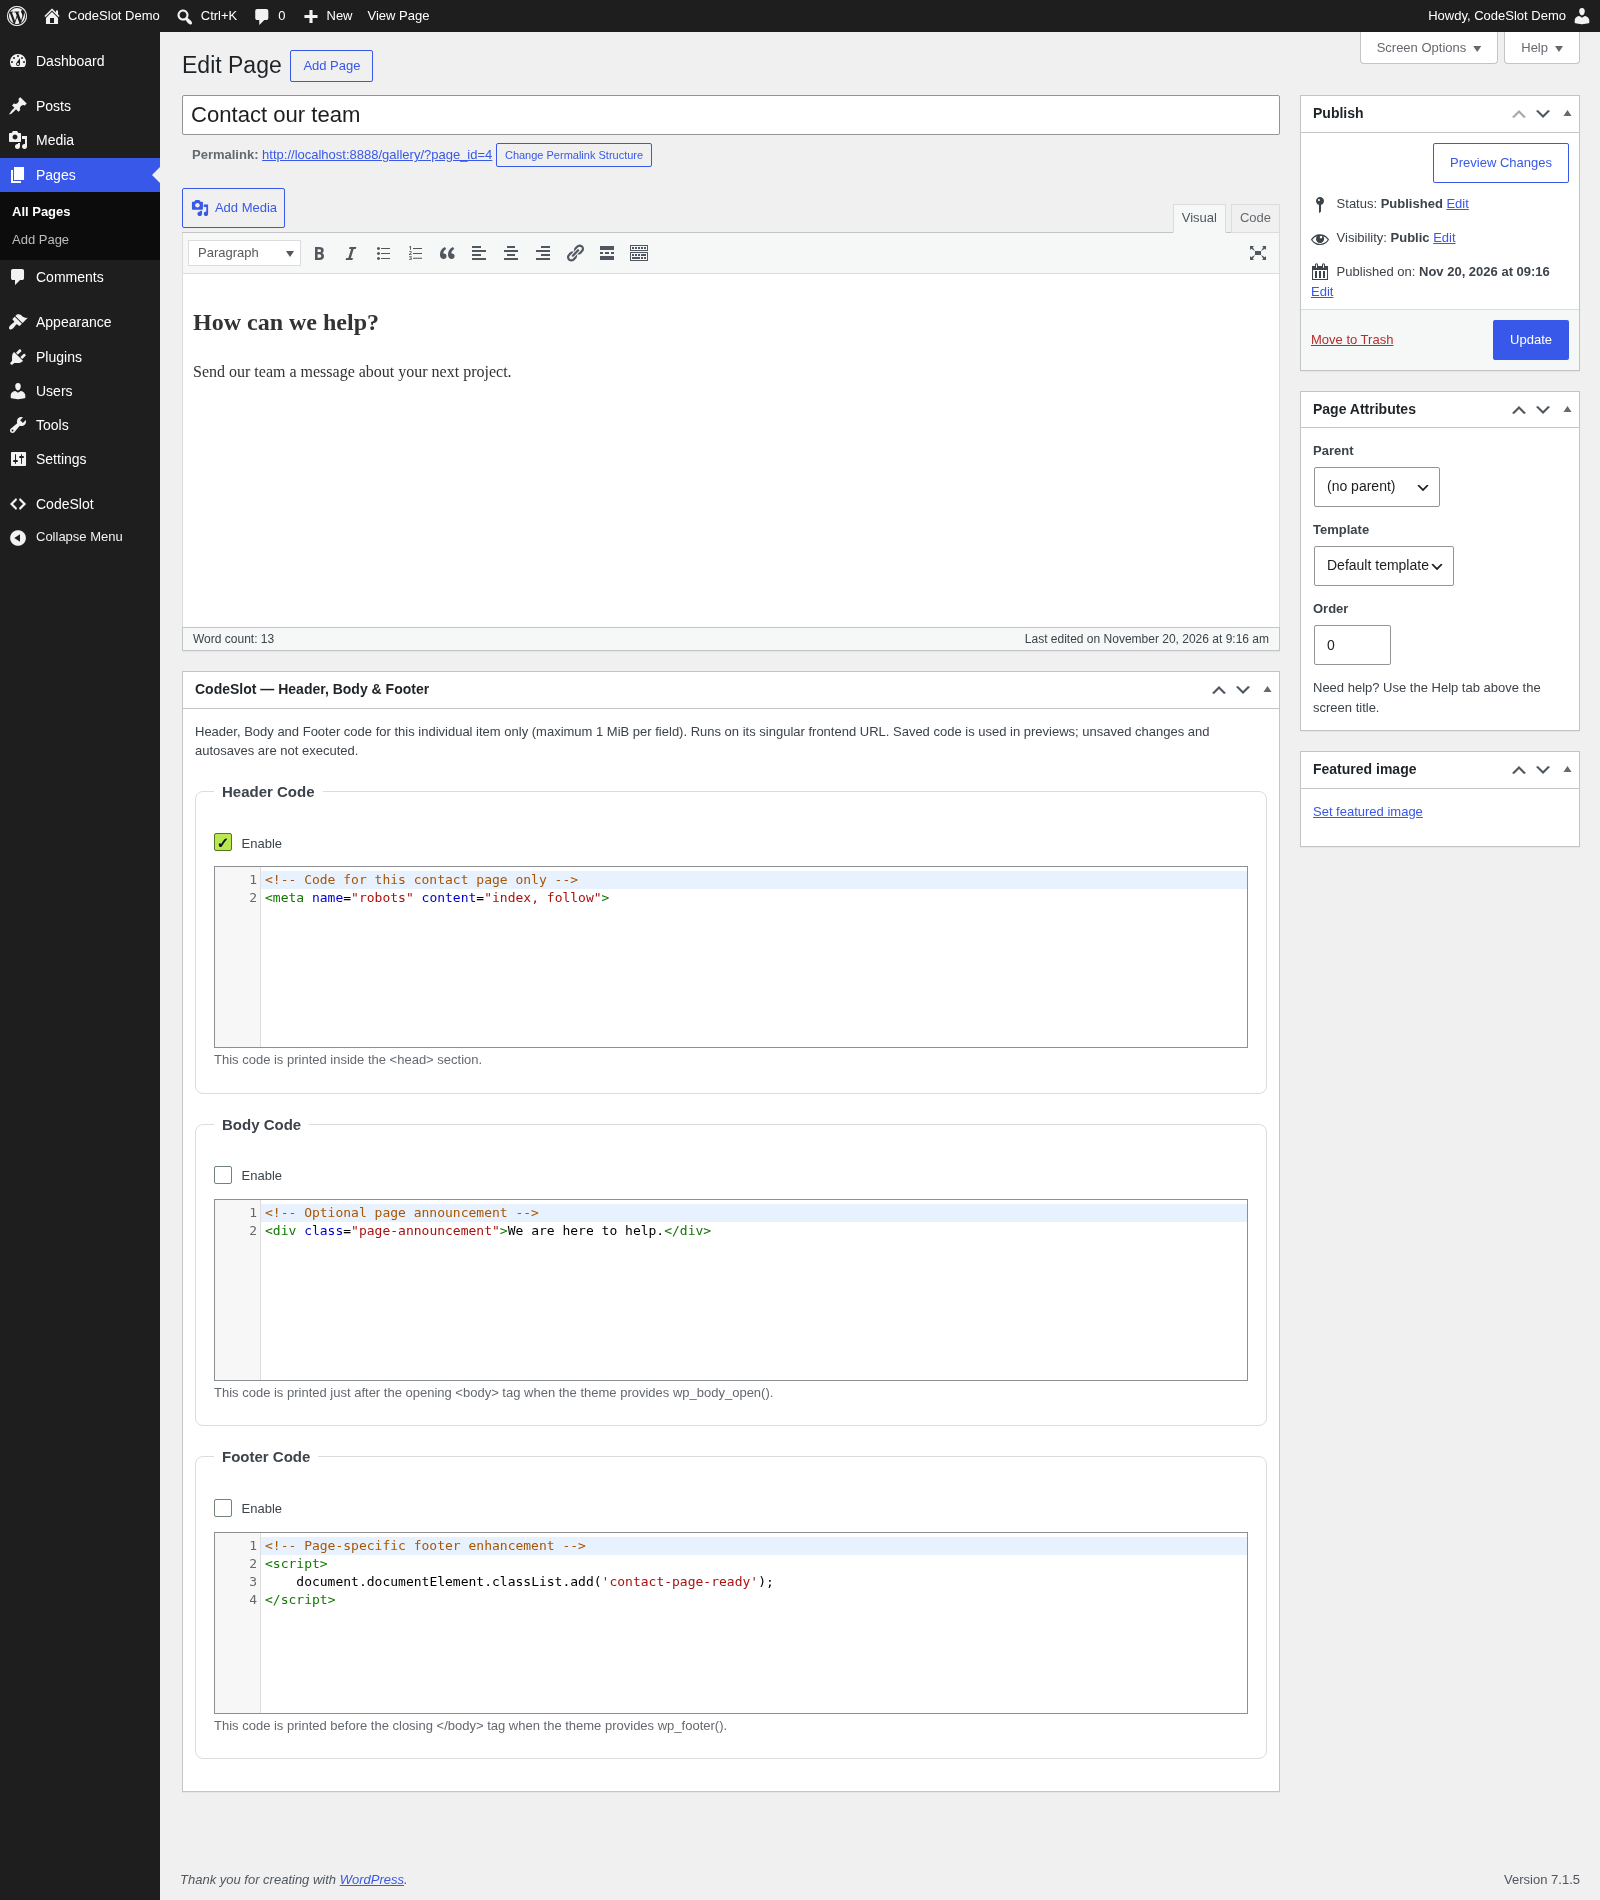 CodeSlot Demo Ctrl+K 0 New View Page Howdy, CodeSlot Demo
Dashboard
Posts
Media
Pages
All Pages
Add Page
Comments
Appearance
Plugins
Users
Tools
Settings
CodeSlot
Collapse Menu
Screen Options Help
Edit Page Add Page
Contact our team
Permalink: http://localhost:8888/gallery/?page_id=4 Change Permalink Structure
Add Media
Visual Code
Paragraph
How can we help?
Send our team a message about your next project.
Word count: 13 Last edited on November 20, 2026 at 9:16 am
CodeSlot — Header, Body & Footer
Header, Body and Footer code for this individual item only (maximum 1 MiB per field). Runs on its singular frontend URL. Saved code is used in previews; unsaved changes and
autosaves are not executed.
Header Code
Enable
1 <!-- Code for this contact page only -->
2 <meta name="robots" content="index, follow">
This code is printed inside the <head> section.
Body Code
Enable
1 <!-- Optional page announcement -->
2 <div class="page-announcement">We are here to help.</div>
This code is printed just after the opening <body> tag when the theme provides wp_body_open().
Footer Code
Enable
1 <!-- Page-specific footer enhancement -->
2 <script>
3     document.documentElement.classList.add('contact-page-ready');
4 </script>
This code is printed before the closing </body> tag when the theme provides wp_footer().
Publish
Preview Changes
Status: Published Edit
Visibility: Public Edit
Published on: Nov 20, 2026 at 09:16
Edit
Move to Trash Update
Page Attributes
Parent
(no parent)
Template
Default template
Order
0
Need help? Use the Help tab above the
screen title.
Featured image
Set featured image
Thank you for creating with WordPress. Version 7.1.5